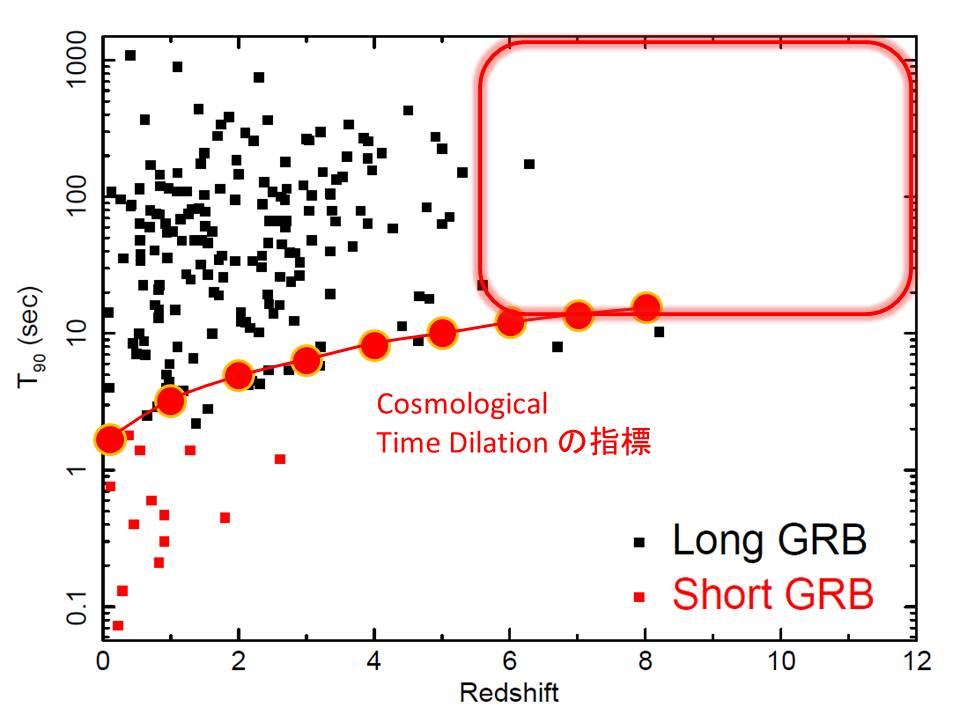 1000
100
10
1
0.1
T90 (sec)
Cosmological
Time Dilation の指標
Long GRB
Short GRB
0 2 4 6 8 10 12
Redshift